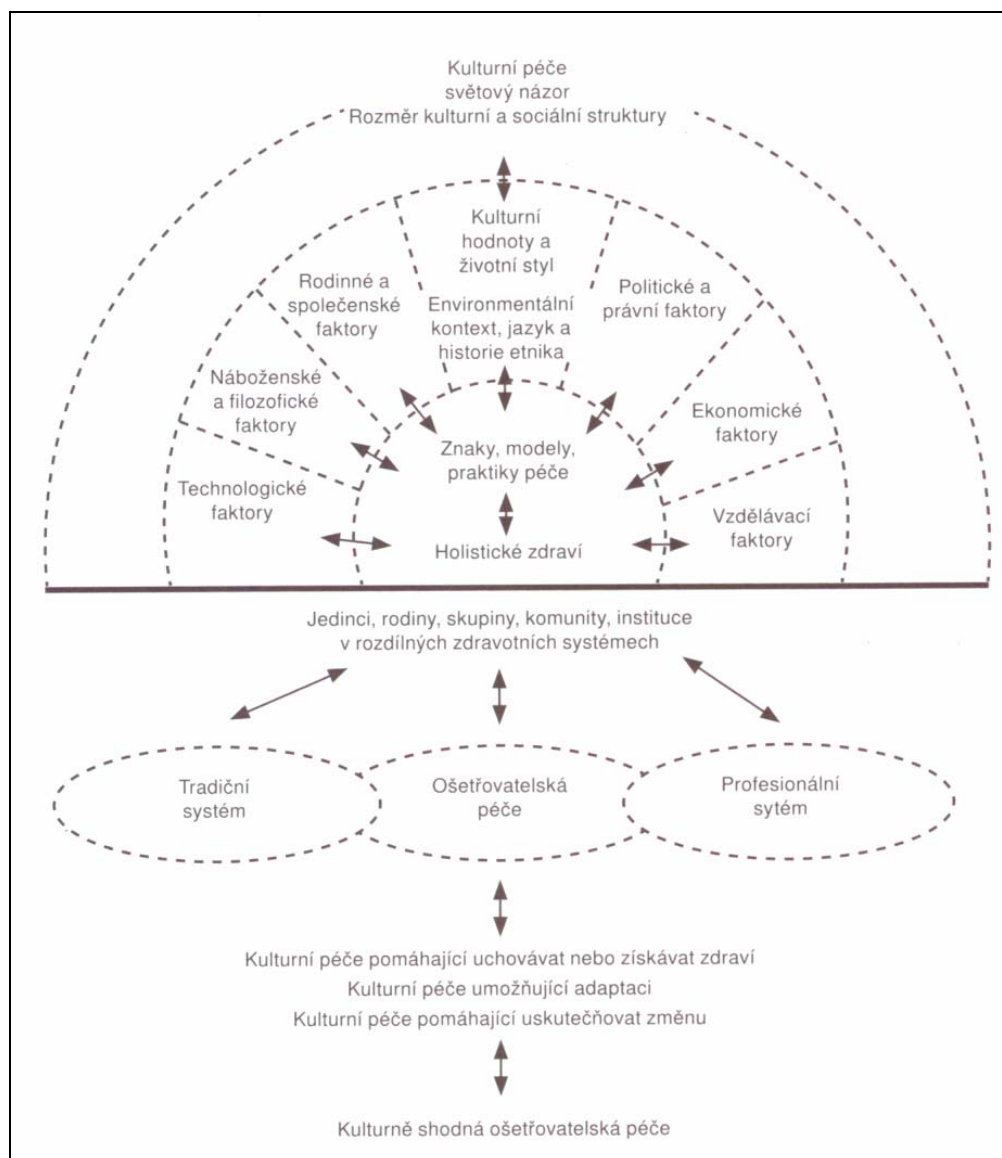 Kulturní péče
světový názor
Rozměr kulturní a sociální struktury
Kulturní
hodnoty a
životní styl
Rodinné a
společenské
faktory
Politické a
právní faktory
Environmentální
kontext, jazyk a
historie etnika
Náboženské
a filozofické
faktory
Ekonomické
faktory
Znaky, modely,
praktiky péče
Technologické
faktory
Vzdělávací
faktory
Holistické zdraví
Jedinci, rodiny, skupiny, komunity, instituce
v rozdílných zdravotních systémech
Tradiční
systém
Ošetřovatelská
péče
Profesionální
sytém
Kulturní péče pomáhající uchovávat nebo získávat zdraví
Kulturní péče umožňující adaptaci
Kulturní péče pomáhající uskutečňovat změnu
Kulturně shodná ošetřovatelská péče